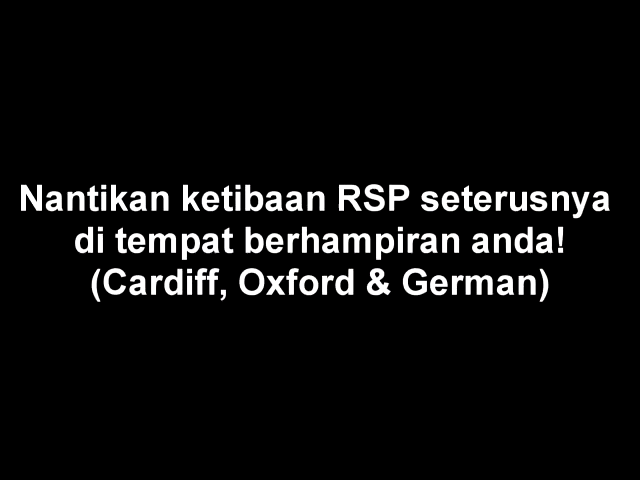 Nantikan ketibaan RSP seterusnya
di tempat berhampiran anda!
(Cardiff, Oxford & German)